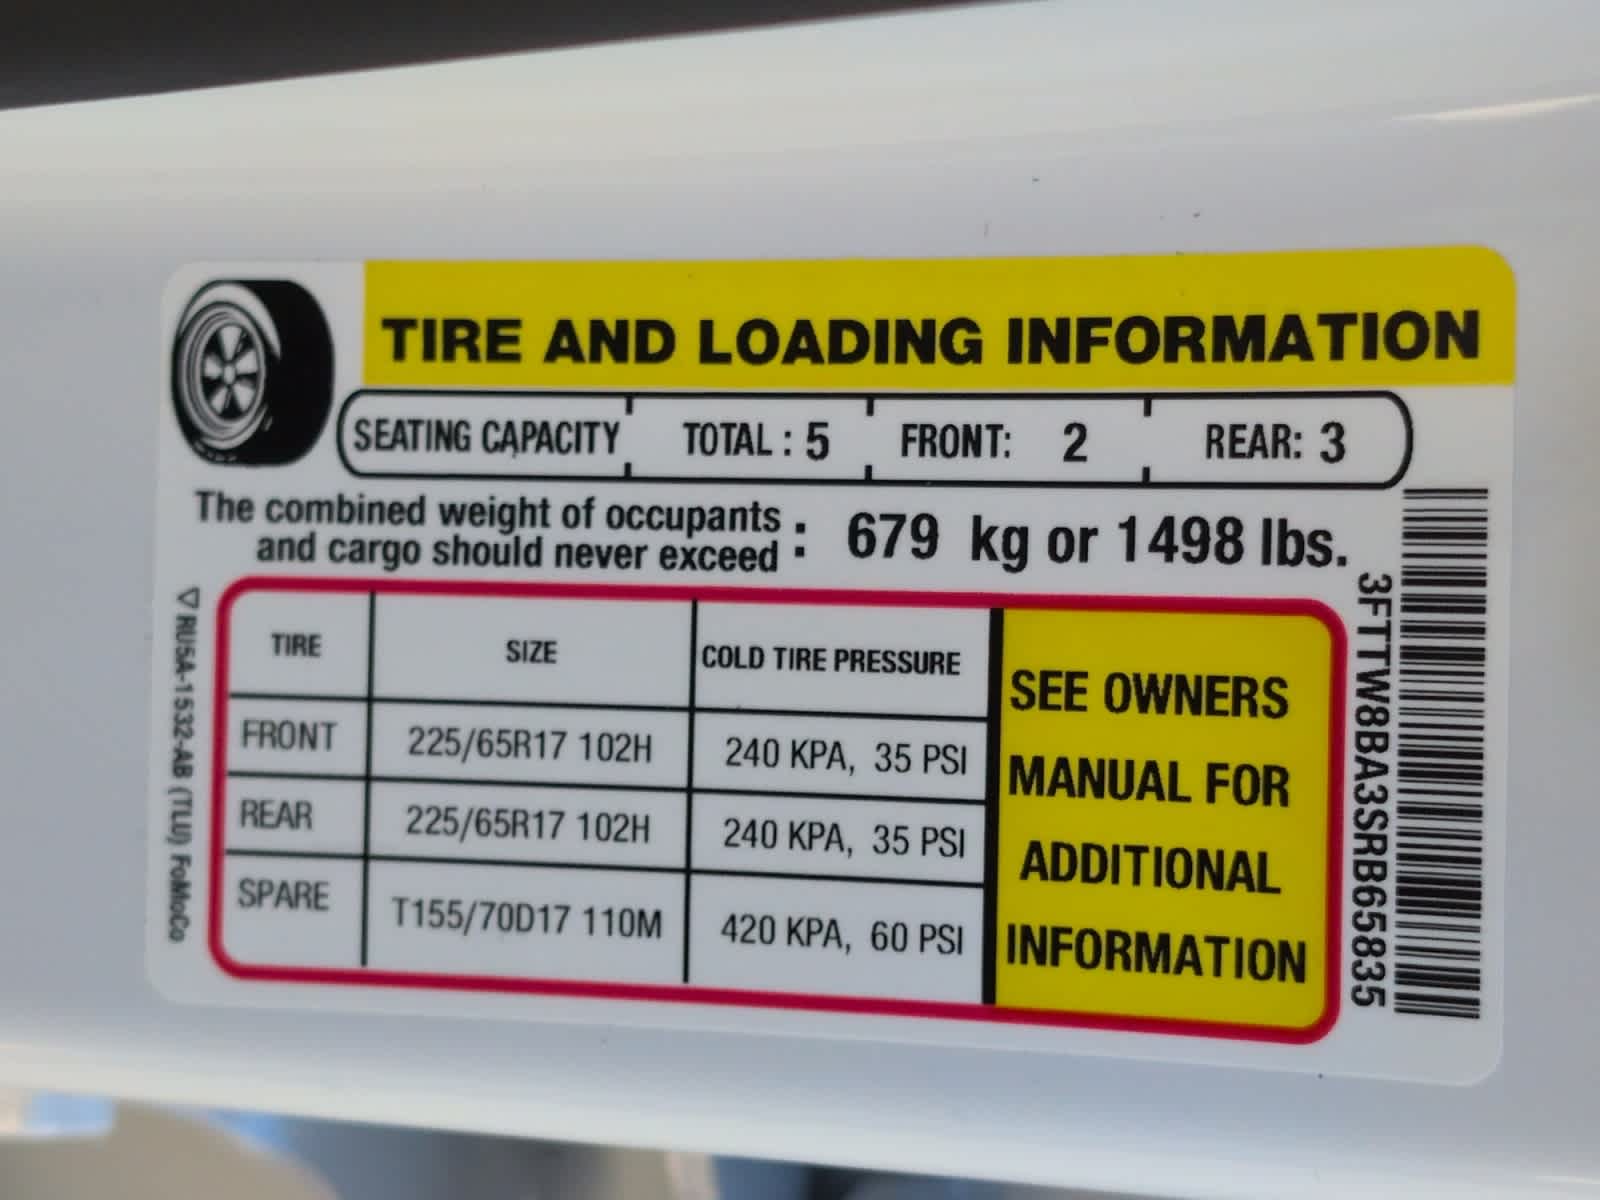 TIRE AND LOADING INFORMATION
SEATING CAPACITY TOTAL : 5 FRONT: 2 REAR: 3
The combined weight of occupants
and cargo should never exceed : 679 kg or 1498 lbs.
TIRE SIZE COLD TIRE PRESSURE
FRONT 225/65R17 102H 240 KPA, 35 PSI
REAR 225/65R17 102H 240 KPA, 35 PSI
SPARE T155/70D17 110M 420 KPA, 60 PSI
SEE OWNERS
MANUAL FOR
ADDITIONAL
INFORMATION
3FTTW8BA3SRB65835
RU5A-1532-AB (TLU) FoMoCo